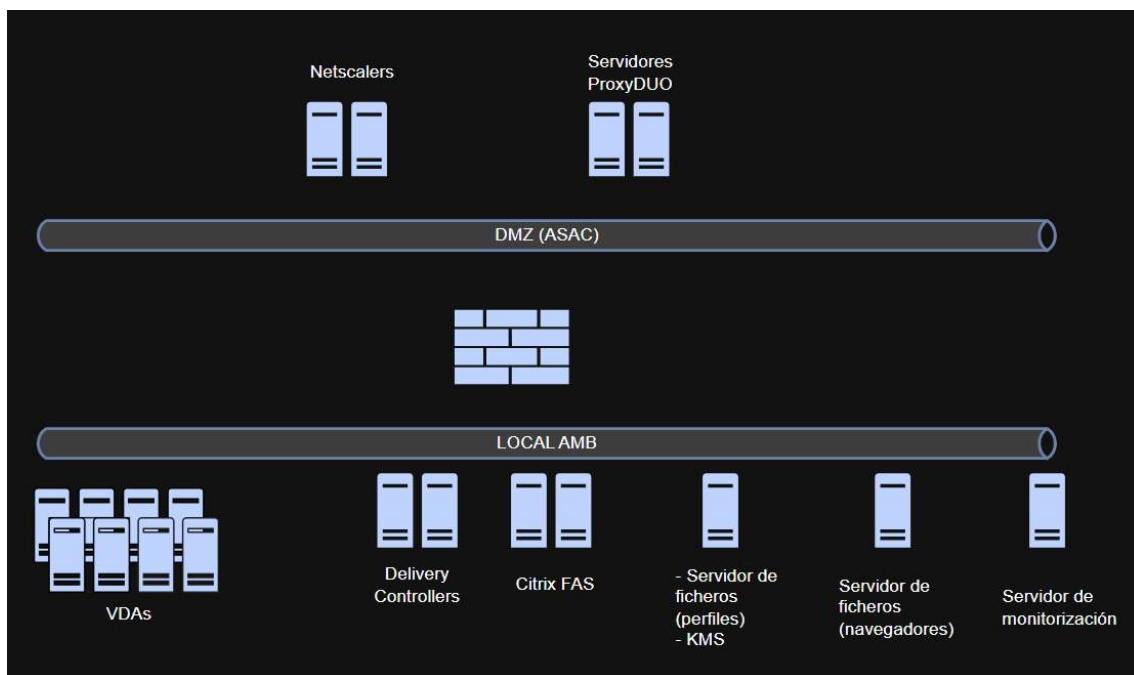 Netscalers
Servidores
ProxyDUO
DMZ (ASAC)
LOCAL AMB
VDAs
Delivery
Controllers
Citrix FAS
- Servidor de
ficheros
(perfiles)
- KMS
Servidor de
ficheros
(navegadores)
Servidor de
monitorización